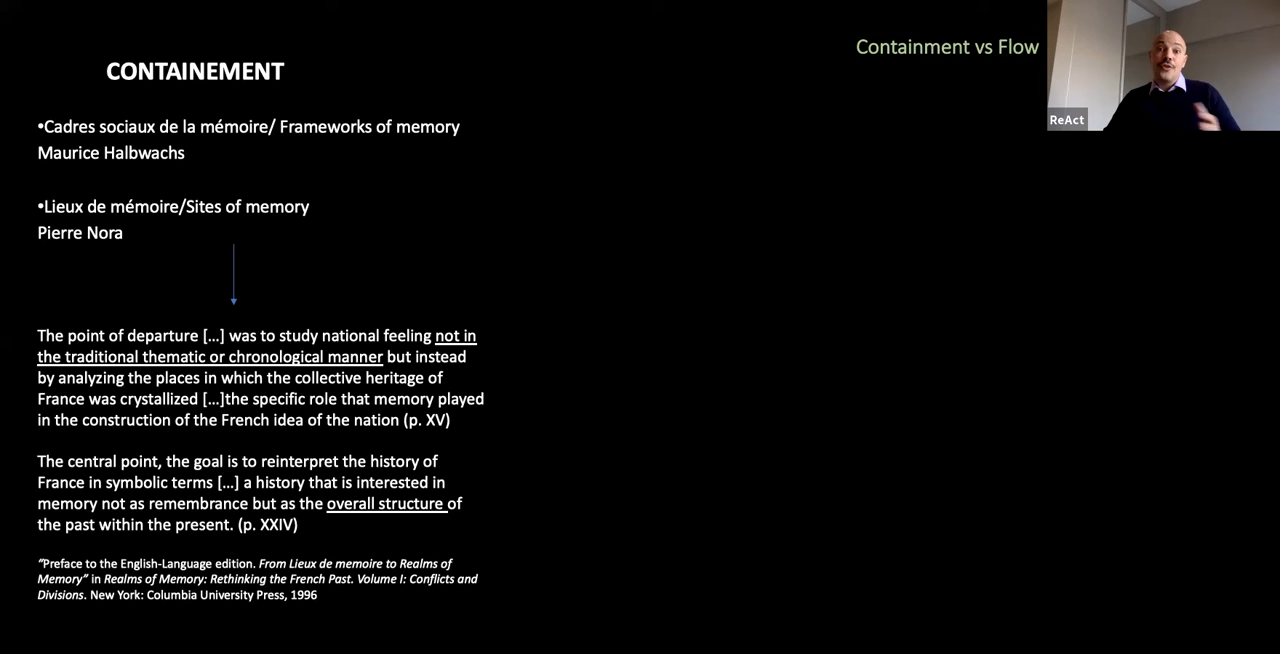 Containment vs Flow
CONTAINEMENT
ReAct
•Cadres sociaux de la mémoire/ Frameworks of memory
Maurice Halbwachs
•Lieux de mémoire/Sites of memory
Pierre Nora
The point of departure [...] was to study national feeling not in
the traditional thematic or chronological manner but instead
by analyzing the places in which the collective heritage of
France was crystallized [...]the specific role that memory played
in the construction of the French idea of the nation (p. XV)
The central point, the goal is to reinterpret the history of
France in symbolic terms [...] a history that is interested in
memory not as remembrance but as the overall structure of
the past within the present. (p. XXIV)
"Preface to the English-Language edition. From Lieux de memoire to Realms of
Memory" in Realms of Memory: Rethinking the French Past. Volume I: Conflicts and
Divisions. New York: Columbia University Press, 1996